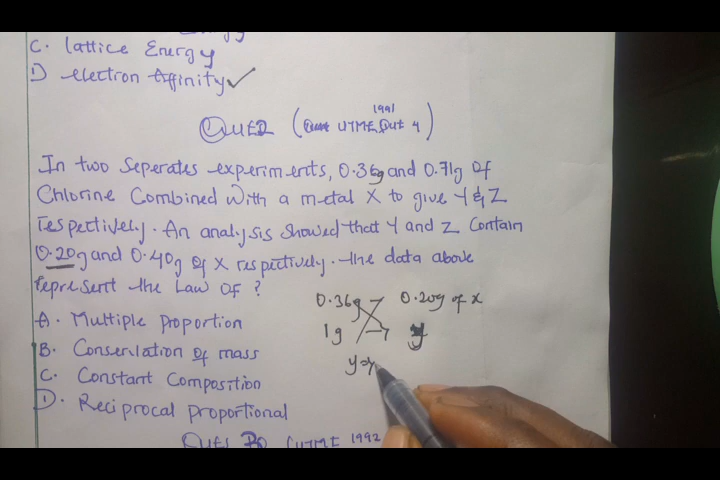 C. lattice Energy
D electron Affinity ✓
QUE2 (UTME Que 4)
1991
In two Seperates experiments, 0.36g and 0.71g Of
Chlorine Combined With a metal X to give Y & Z
respectively. An analysis showed that Y and Z Contain
0.20g and 0.40g Of X respectively. The data above
represent the Law Of ?
0.36g → 0.20g of x
A. Multiple Proportion
1g → y
B. Conservation Of mass
y =
C. Constant Composition
D. Reciprocal proportional
QUES (UTME 1992